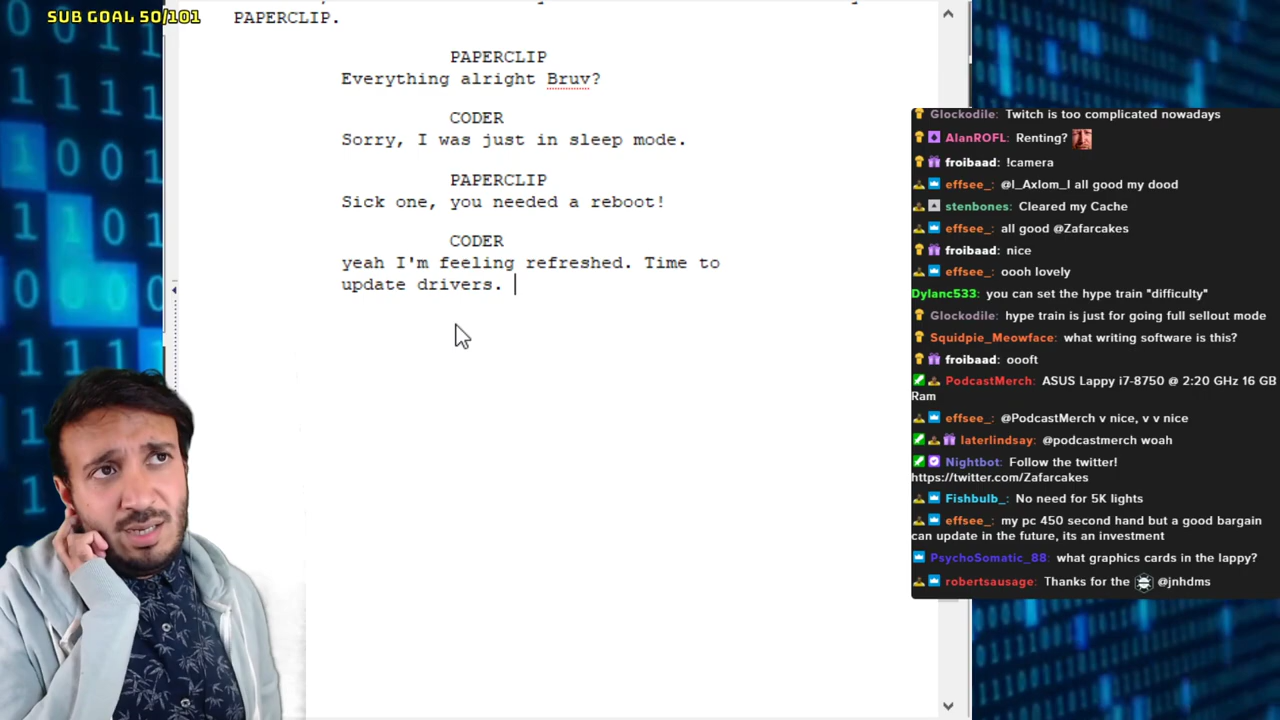 SUB GOAL 50/101
PAPERCLIP.
PAPERCLIP
Everything alright Bruv?
CODER
Sorry, I was just in sleep mode.
PAPERCLIP
Sick one, you needed a reboot!
CODER
yeah I'm feeling refreshed. Time to
update drivers.
Glockodile: Twitch is too complicated nowadays
AlanROFL: Renting?
froibaad: !camera
effsee_: @I_Axlom_I all good my dood
stenbones: Cleared my Cache
effsee_: all good @Zafarcakes
froibaad: nice
effsee_: oooh lovely
Dylanc533: you can set the hype train "difficulty"
Glockodile: hype train is just for going full sellout mode
Squidpie_Meowface: what writing software is this?
froibaad: oooft
PodcastMerch: ASUS Lappy i7-8750 @ 2:20 GHz 16 GB
Ram
effsee_: @PodcastMerch v nice, v v nice
laterlindsay: @podcastmerch woah
Nightbot: Follow the twitter!
https://twitter.com/Zafarcakes
Fishbulb_: No need for 5K lights
effsee_: my pc 450 second hand but a good bargain
can update in the future, its an investment
PsychoSomatic_88: what graphics cards in the lappy?
robertsausage: Thanks for the @jnhdms